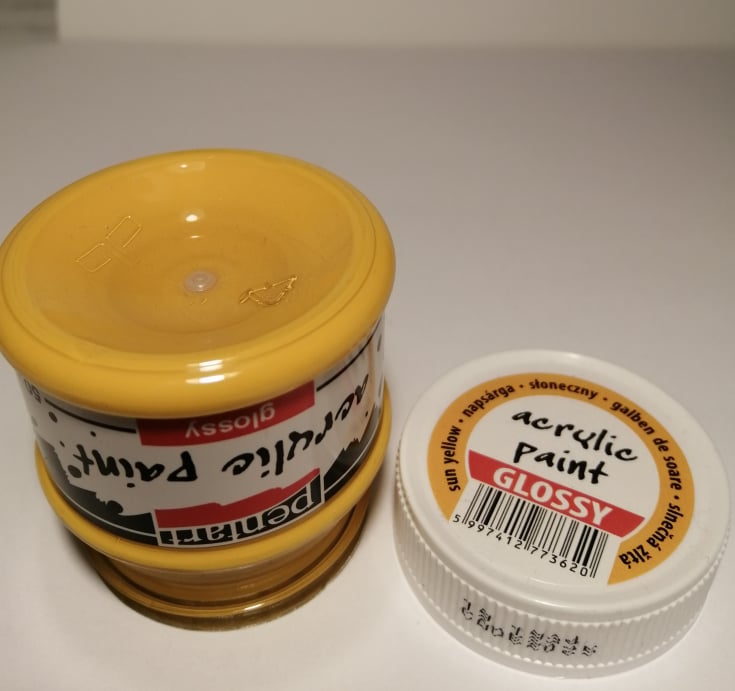 glossy
acrylic paint
pentart
sun yellow • napsárga • słoneczny • galben de soare • slnečná žltá
acrylic
paint
GLOSSY
5 997412 773620